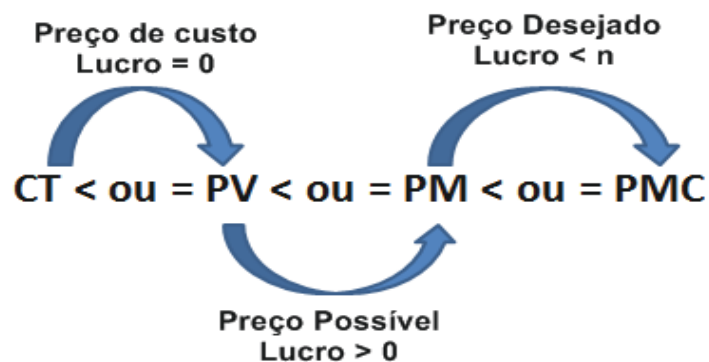 Preço de custo
Lucro = 0
Preço Desejado
Lucro < n
CT < ou = PV < ou = PM < ou = PMC
Preço Possível
Lucro > 0